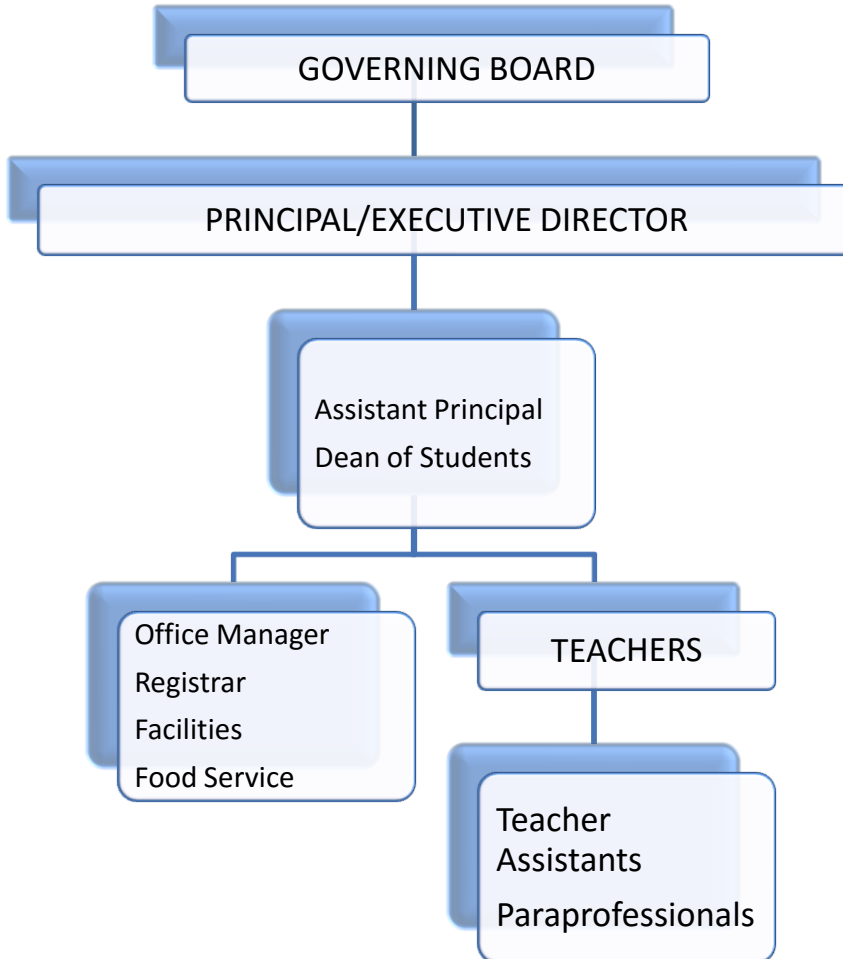 GOVERNING BOARD
PRINCIPAL/EXECUTIVE DIRECTOR
Assistant Principal
Dean of Students
Office Manager
Registrar
Facilities
Food Service
TEACHERS
Teacher
Assistants
Paraprofessionals